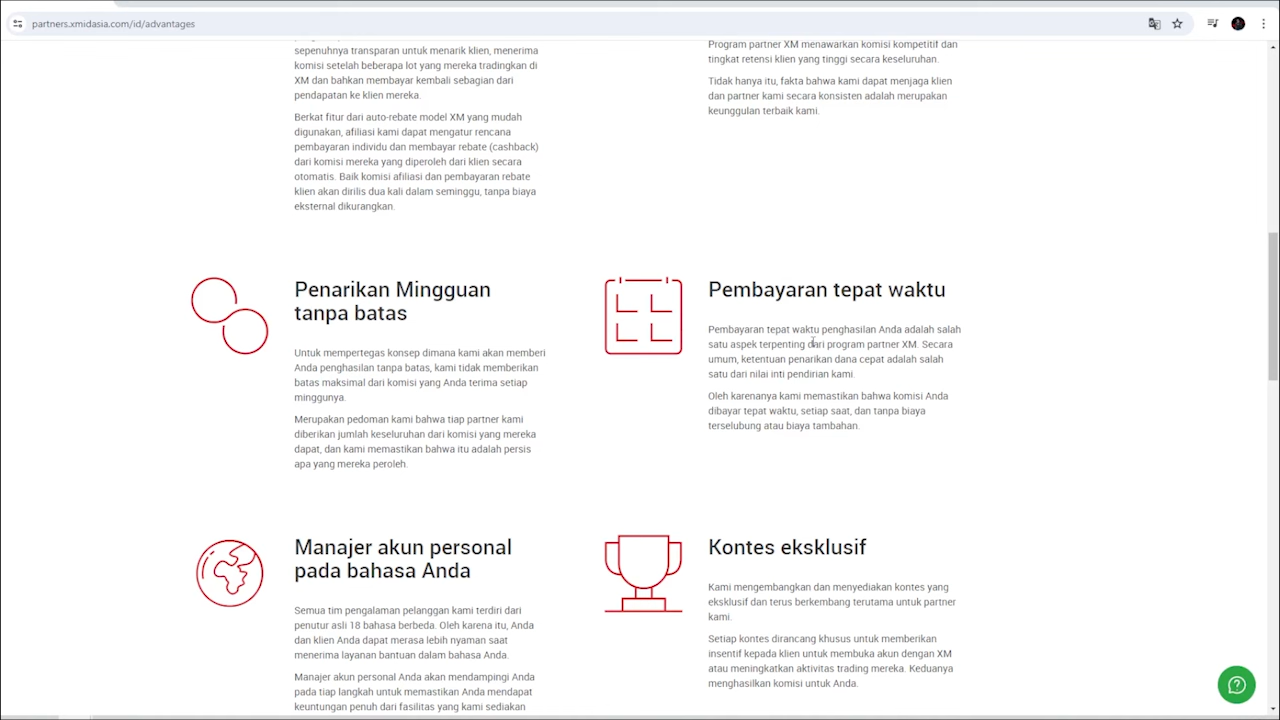 partners.xmidasia.com/id/advantages
sepenuhnya transparan untuk menarik klien, menerima
komisi setelah beberapa lot yang mereka tradingkan di
XM dan bahkan membayar kembali sebagian dari
pendapatan ke klien mereka.
Berkat fitur dari auto-rebate model XM yang mudah
digunakan, afiliasi kami dapat mengatur rencana
pembayaran individu dan membayar rebate (cashback)
dari komisi mereka yang diperoleh dari klien secara
otomatis. Baik komisi afiliasi dan pembayaran rebate
klien akan dirilis dua kali dalam seminggu, tanpa biaya
eksternal dikurangkan.
Program partner XM menawarkan komisi kompetitif dan
tingkat retensi klien yang tinggi secara keseluruhan.
Tidak hanya itu, fakta bahwa kami dapat menjaga klien
dan partner kami secara konsisten adalah merupakan
keunggulan terbaik kami.
Penarikan Mingguan
tanpa batas
Untuk mempertegas konsep dimana kami akan memberi
Anda penghasilan tanpa batas, kami tidak memberikan
batas maksimal dari komisi yang Anda terima setiap
minggunya.
Merupakan pedoman kami bahwa tiap partner kami
diberikan jumlah keseluruhan dari komisi yang mereka
dapat, dan kami memastikan bahwa itu adalah persis
apa yang mereka peroleh.
Pembayaran tepat waktu
Pembayaran tepat waktu penghasilan Anda adalah salah
satu aspek terpenting dari program partner XM. Secara
umum, ketentuan penarikan dana cepat adalah salah
satu dari nilai inti pendirian kami.
Oleh karenanya kami memastikan bahwa komisi Anda
dibayar tepat waktu, setiap saat, dan tanpa biaya
terselubung atau biaya tambahan.
Manajer akun personal
pada bahasa Anda
Semua tim pengalaman pelanggan kami terdiri dari
penutur asli 18 bahasa berbeda. Oleh karena itu, Anda
dan klien Anda dapat merasa lebih nyaman saat
menerima layanan bantuan dalam bahasa Anda.
Manajer akun personal Anda akan mendampingi Anda
pada tiap langkah untuk memastikan Anda mendapat
keuntungan penuh dari fasilitas yang kami sediakan
Kontes eksklusif
Kami mengembangkan dan menyediakan kontes yang
eksklusif dan terus berkembang terutama untuk partner
kami.
Setiap kontes dirancang khusus untuk memberikan
insentif kepada klien untuk membuka akun dengan XM
atau meningkatkan aktivitas trading mereka. Keduanya
menghasilkan komisi untuk Anda.